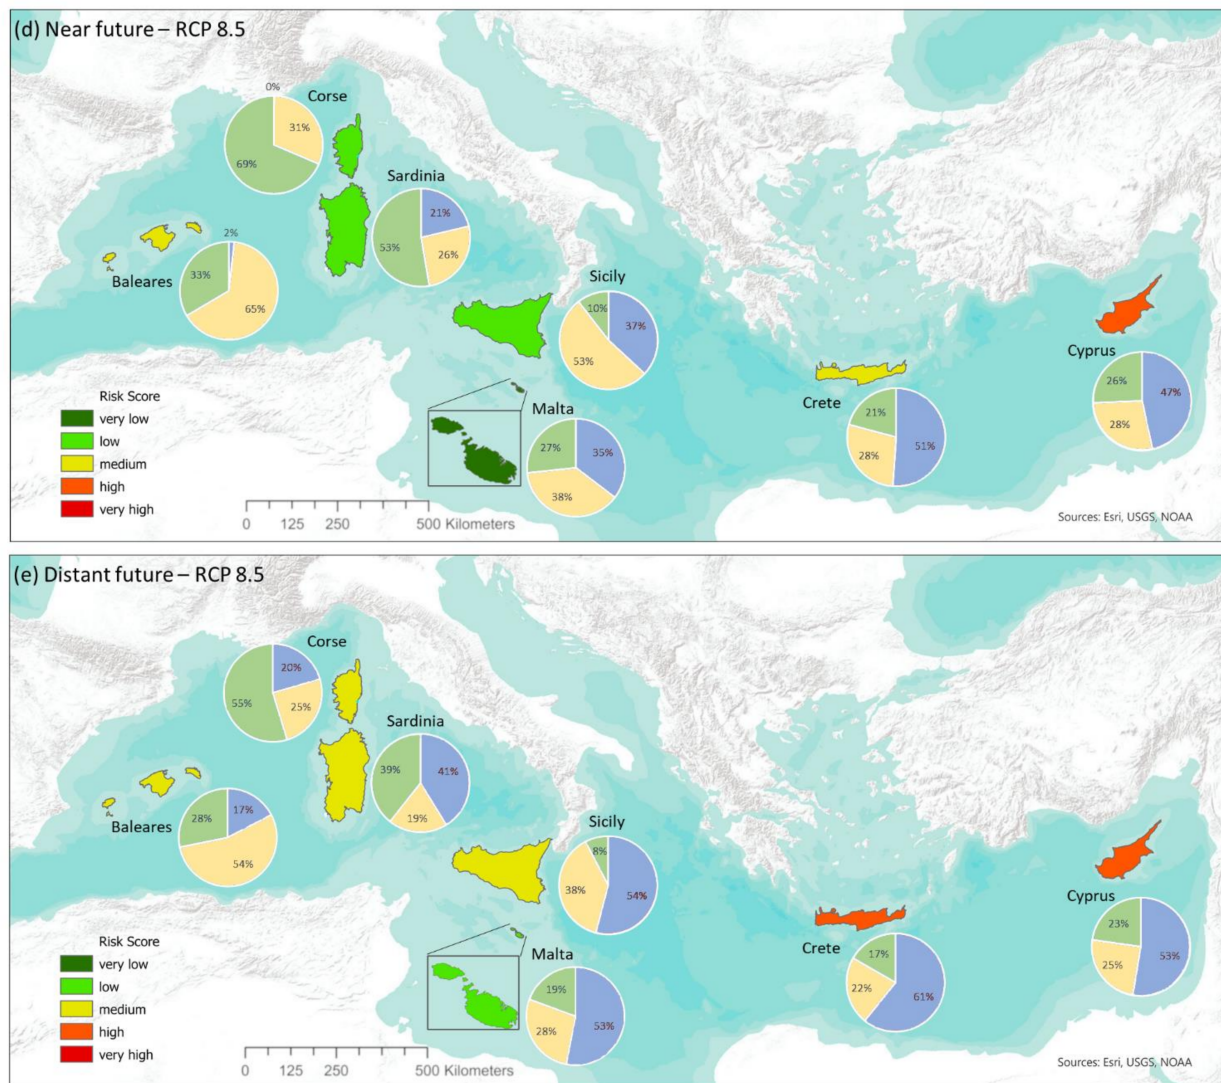 (d) Near future – RCP 8.5
0%
Corse
31%
69%
Sardinia
21%
53%
26%
2%
33%
Baleares
65%
Sicily
10%
37%
53%
Cyprus
26%
47%
28%
Crete
21%
51%
28%
Malta
27%
35%
38%
Risk Score
very low
low
medium
high
very high
0 125 250 500 Kilometers
Sources: Esri, USGS, NOAA
(e) Distant future – RCP 8.5
Corse
20%
55%
25%
Sardinia
39%
41%
19%
Baleares
28%
17%
54%
Sicily
8%
38%
54%
Cyprus
23%
53%
25%
Crete
17%
22%
61%
Malta
19%
28%
53%
Risk Score
very low
low
medium
high
very high
0 125 250 500 Kilometers
Sources: Esri, USGS, NOAA